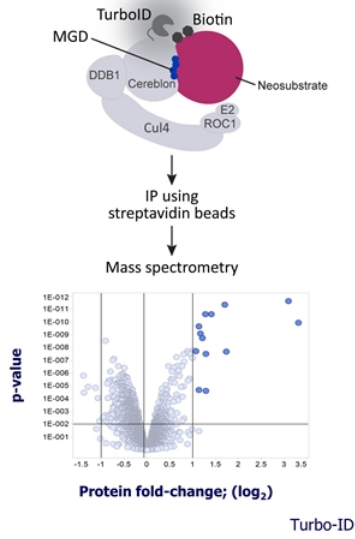 TurboID
Biotin
MGD
DDB1
Cereblon
Neosubstrate
E2
ROC1
Cul4
IP using
streptavidin beads
Mass spectrometry
1E-012
1E-011
1E-010
1E-009
1E-008
1E-007
1E-006
1E-005
1E-004
1E-003
1E-002
1E-001
p-value
-1.5 -1 -0.5 0 0.5 1 1.5 2 2.5 3 3.5
Protein fold-change; (log2)
Turbo-ID